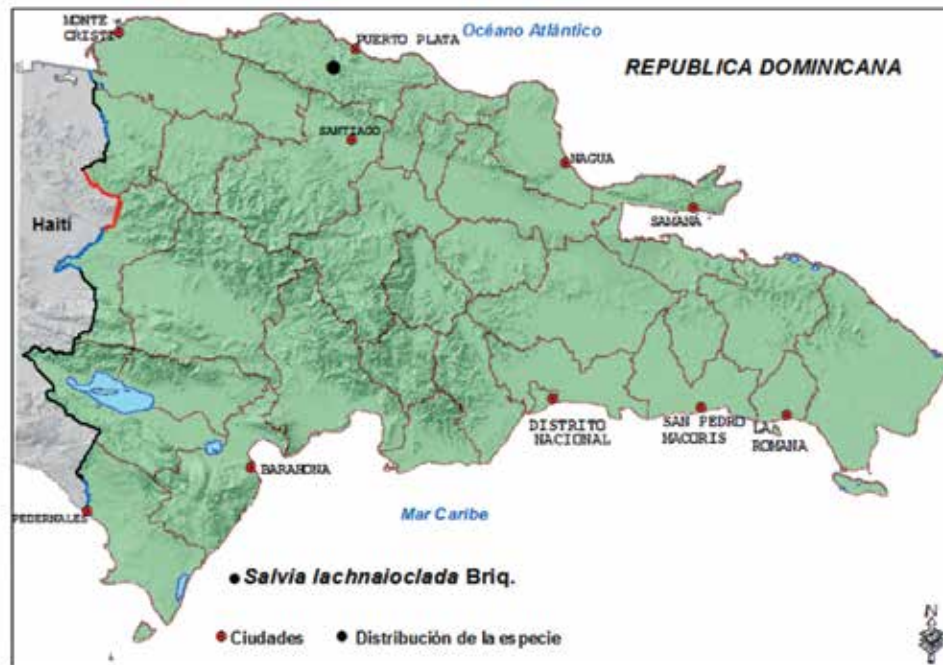 MONTE
CRISTI
PUERTO PLATA
Océano Atlántico
REPUBLICA DOMINICANA
SANTIAGO
NAGUA
SAMANA
Haití
DISTRITO
NACIONAL
SAN PEDRO
MACORIS
LA
ROMANA
BARAHONA
PEDERNALES
Mar Caribe
Salvia lachnaioclada Briq.
Ciudades
Distribución de la especie
N